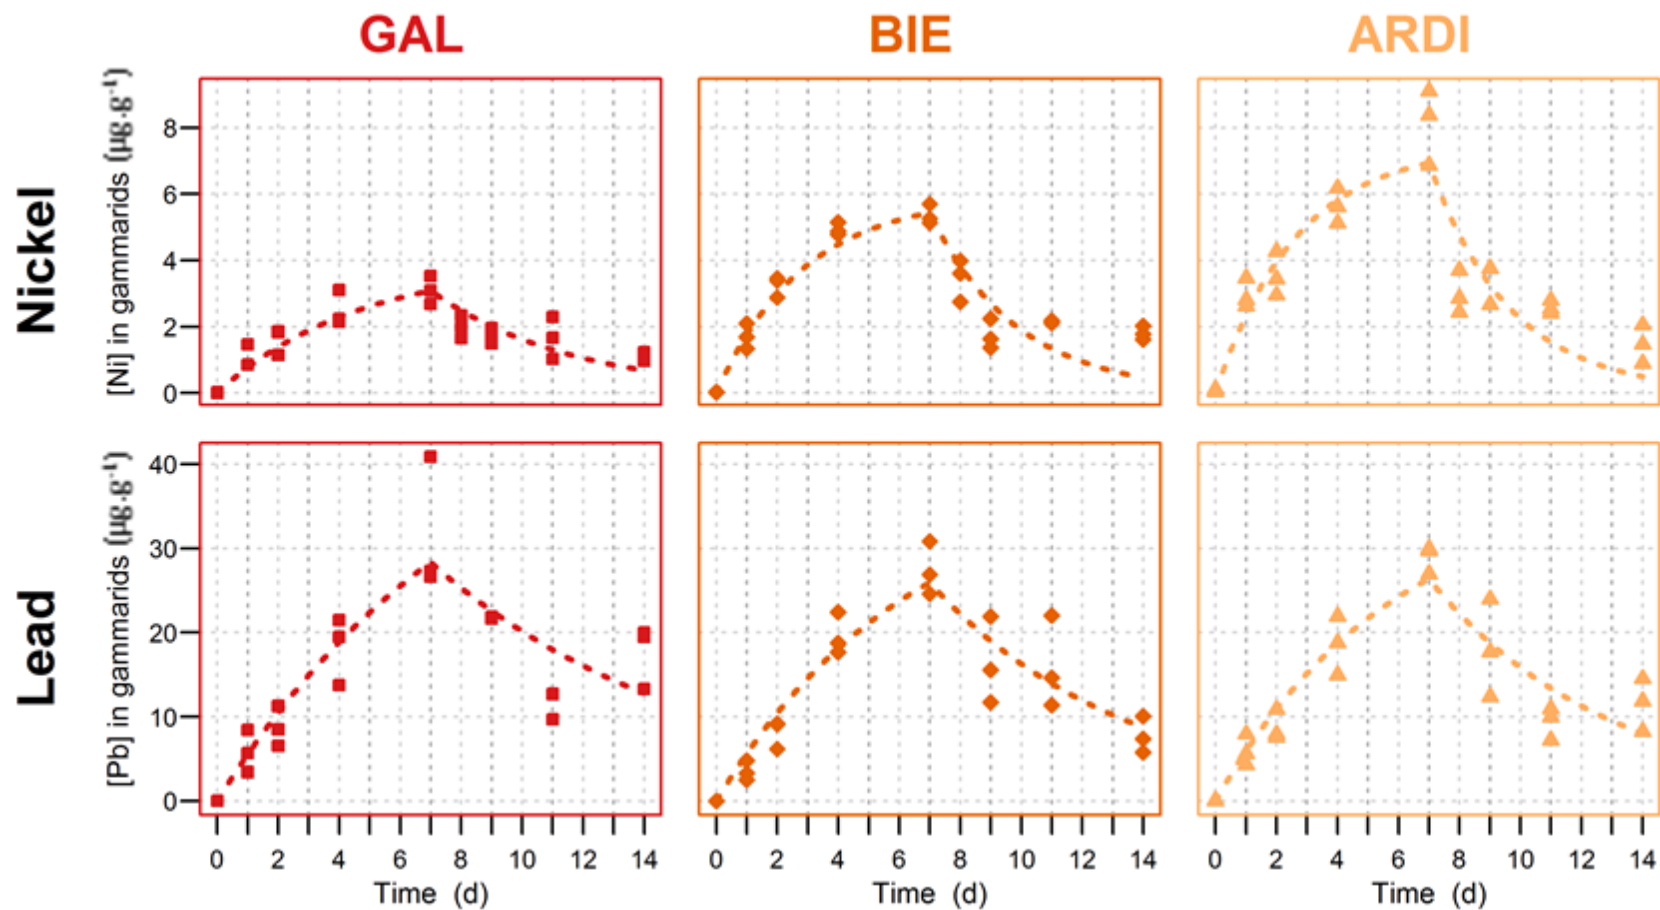 GAL BIE ARDI
Nickel
[Ni] in gammarids (µg.g⁻¹)
8
6
4
2
0
Lead
[Pb] in gammarids (µg.g⁻¹)
40
30
20
10
0
0 2 4 6 8 10 12 14 0 2 4 6 8 10 12 14 0 2 4 6 8 10 12 14
Time (d) Time (d) Time (d)